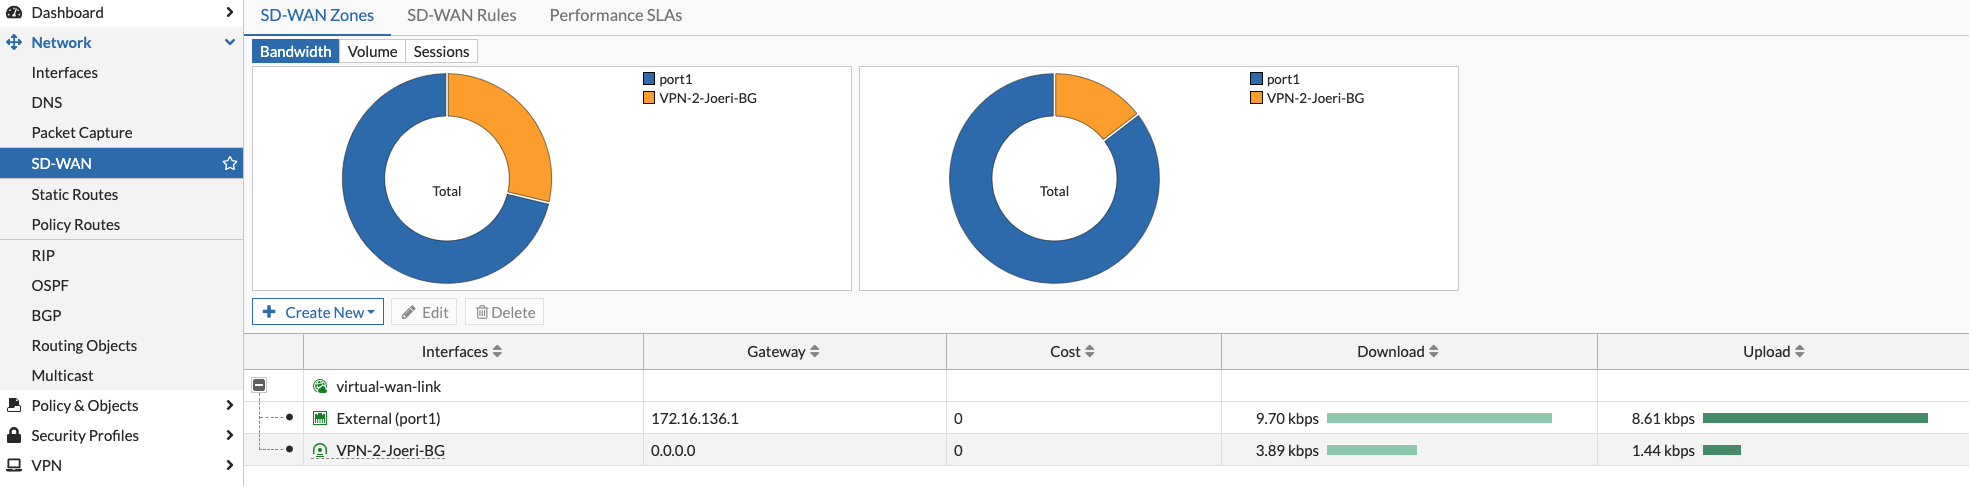 Dashboard
Network
Interfaces
DNS
Packet Capture
SD-WAN
Static Routes
Policy Routes
RIP
OSPF
BGP
Routing Objects
Multicast
Policy & Objects
Security Profiles
VPN
SD-WAN Zones SD-WAN Rules Performance SLAs
Bandwidth Volume Sessions
port1
VPN-2-Joeri-BG
Total
port1
VPN-2-Joeri-BG
Total
Create New Edit Delete
Interfaces Gateway Cost Download Upload
virtual-wan-link
External (port1) 172.16.136.1 0 9.70 kbps 8.61 kbps
VPN-2-Joeri-BG 0.0.0.0 0 3.89 kbps 1.44 kbps